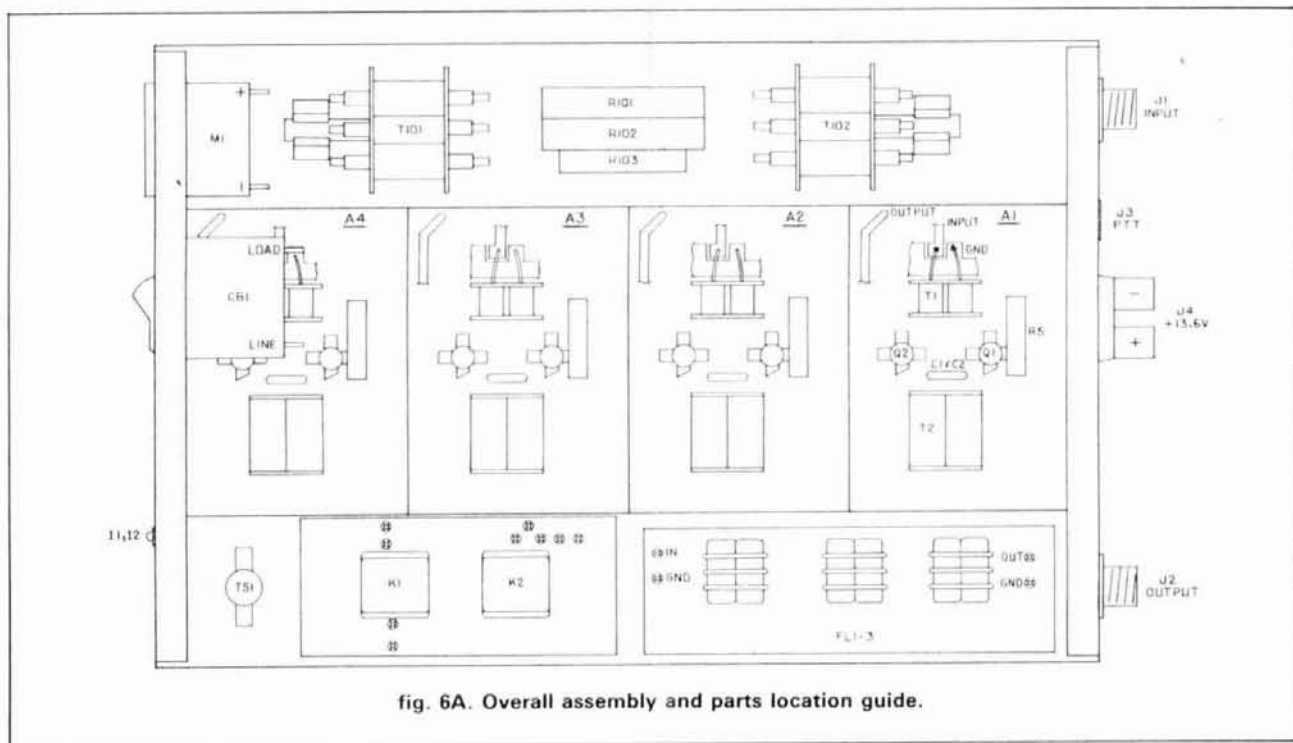 M1
+
T101
R101
R102
R103
T102
J1
INPUT
A4
A3
A2
A1
OUTPUT
INPUT
GND
J3
PTT
LOAD
CB1
LINE
T1
R5
Q2
Q1
C1/C2
T2
J4
+13.6V
-
+
I1,I2
TS1
K1
K2
IN
GND
OUT
GND
FL1-3
J2
OUTPUT
fig. 6A. Overall assembly and parts location guide.